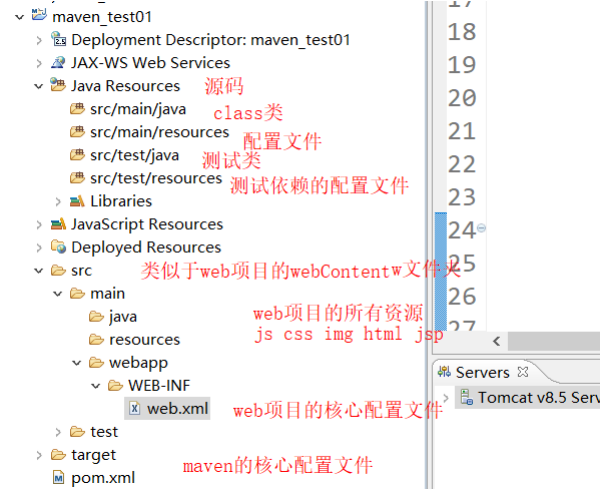 maven_test01
Deployment Descriptor: maven_test01
JAX-WS Web Services
Java Resources 源码
src/main/java class类
src/main/resources 配置文件
src/test/java 测试类
src/test/resources 测试依赖的配置文件
Libraries
JavaScript Resources
Deployed Resources
src 类似于web项目的webContentw文件夹
main
java web项目的所有资源
resources js css img html jsp
webapp
WEB-INF
web.xml web项目的核心配置文件
test
target
pom.xml maven的核心配置文件
17
18
19
20
21
22
23
24
25
26
27
Servers
Tomcat v8.5 Serv